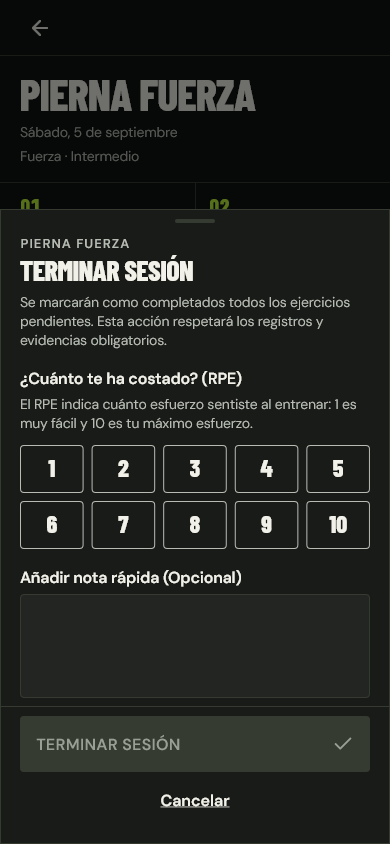 PIERNA FUERZA
Sábado, 5 de septiembre
Fuerza · Intermedio
01
02
PIERNA FUERZA
TERMINAR SESIÓN
Se marcarán como completados todos los ejercicios
pendientes. Esta acción respetará los registros y
evidencias obligatorios.
¿Cuánto te ha costado? (RPE)
El RPE indica cuánto esfuerzo sentiste al entrenar: 1 es
muy fácil y 10 es tu máximo esfuerzo.
1 2 3 4 5
6 7 8 9 10
Añadir nota rápida (Opcional)
TERMINAR SESIÓN
Cancelar